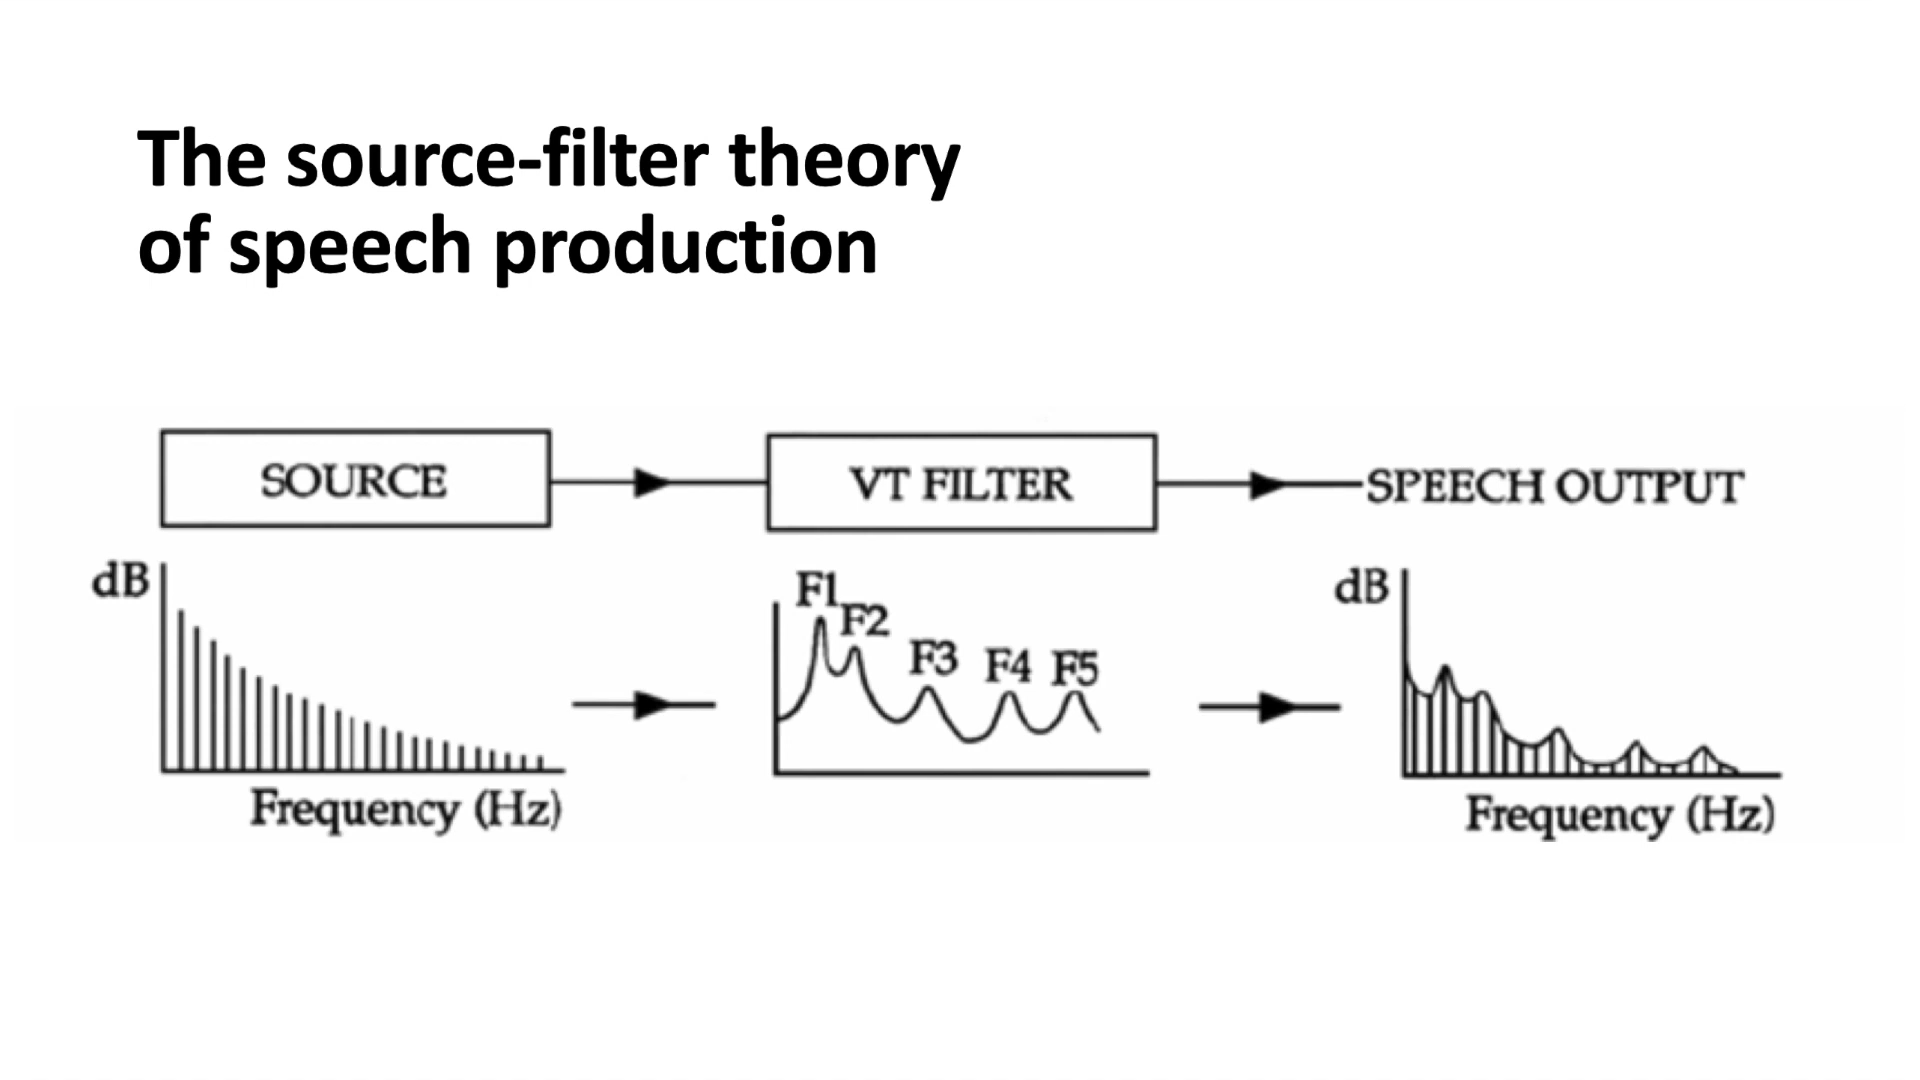 The source-filter theory
of speech production
SOURCE
VT FILTER
SPEECH OUTPUT
dB
Frequency (Hz)
F1
F2
F3
F4
F5
dB
Frequency (Hz)